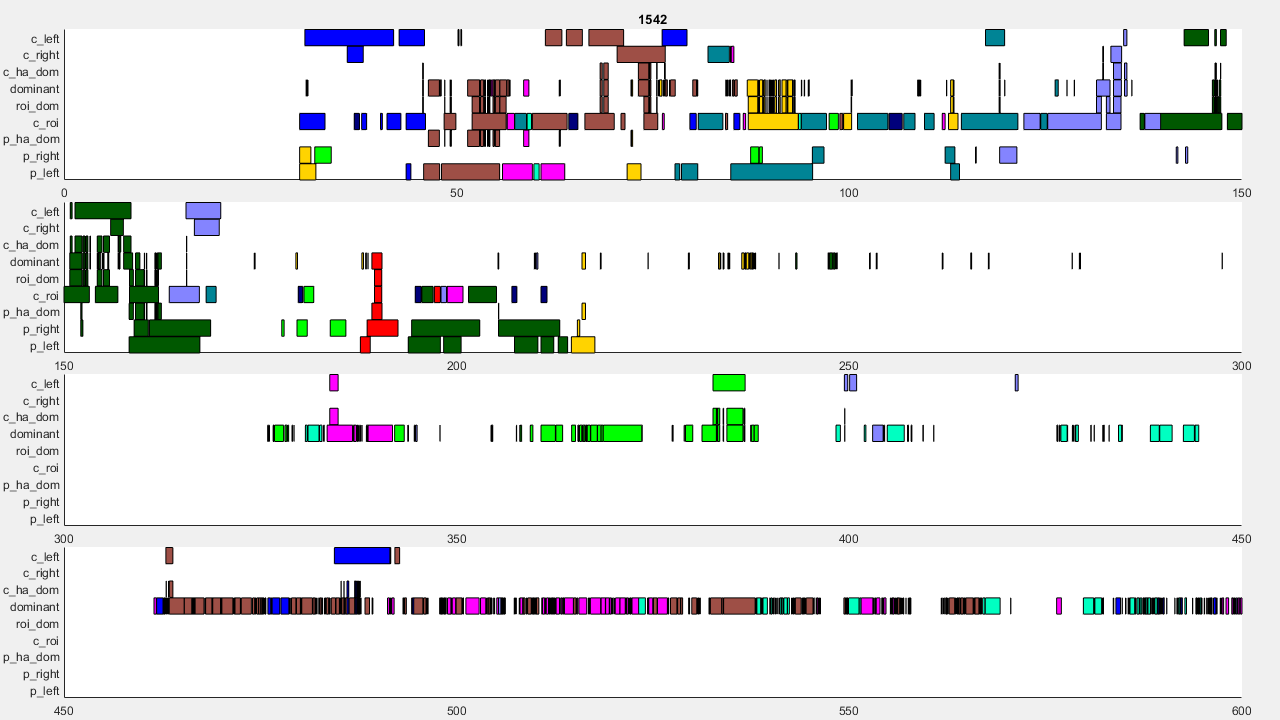 1542
c_left
c_right
c_ha_dom
dominant
roi_dom
c_roi
p_ha_dom
p_right
p_left
0 50 100 150
c_left
c_right
c_ha_dom
dominant
roi_dom
c_roi
p_ha_dom
p_right
p_left
150 200 250 300
c_left
c_right
c_ha_dom
dominant
roi_dom
c_roi
p_ha_dom
p_right
p_left
300 350 400 450
c_left
c_right
c_ha_dom
dominant
roi_dom
c_roi
p_ha_dom
p_right
p_left
450 500 550 600